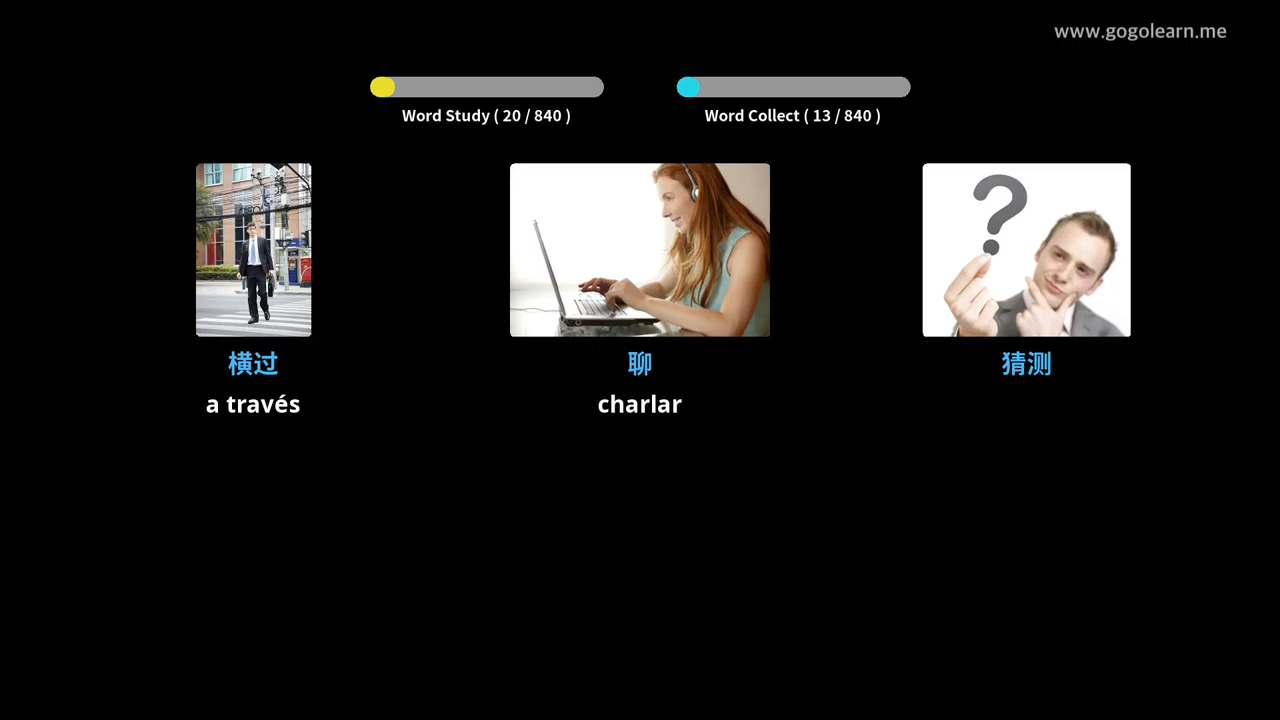 www.gogolearn.me
Word Study ( 20 / 840 )
Word Collect ( 13 / 840 )
横过
聊
猜测
a través
charlar